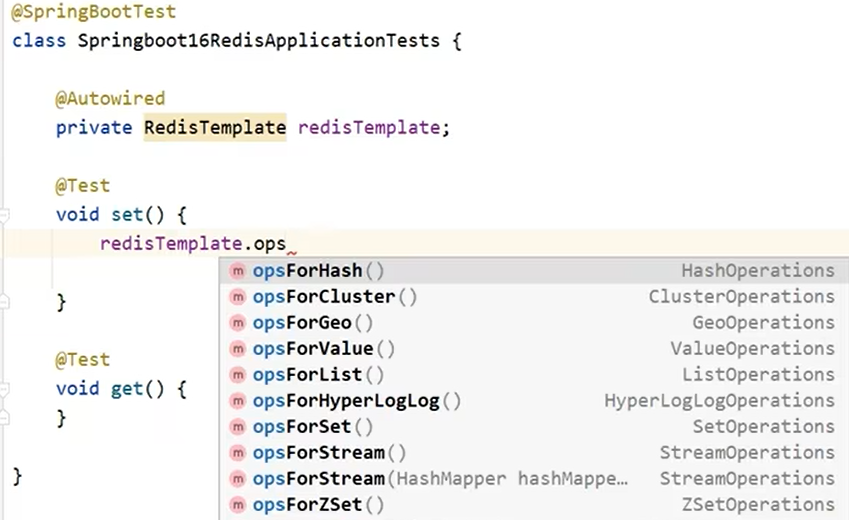 @SpringBootTest
class Springboot16RedisApplicationTests {
@Autowired
private RedisTemplate redisTemplate;
@Test
void set() {
redisTemplate.ops
m opsForHash() HashOperations
m opsForCluster() ClusterOperations
m opsForGeo() GeoOperations
m opsForValue() ValueOperations
m opsForList() ListOperations
m opsForHyperLogLog() HyperLogLogOperations
m opsForSet() SetOperations
m opsForStream() StreamOperations
m opsForStream(HashMapper hashMappe… StreamOperations
m opsForZSet() ZSetOperations
}
@Test
void get() {
}
}